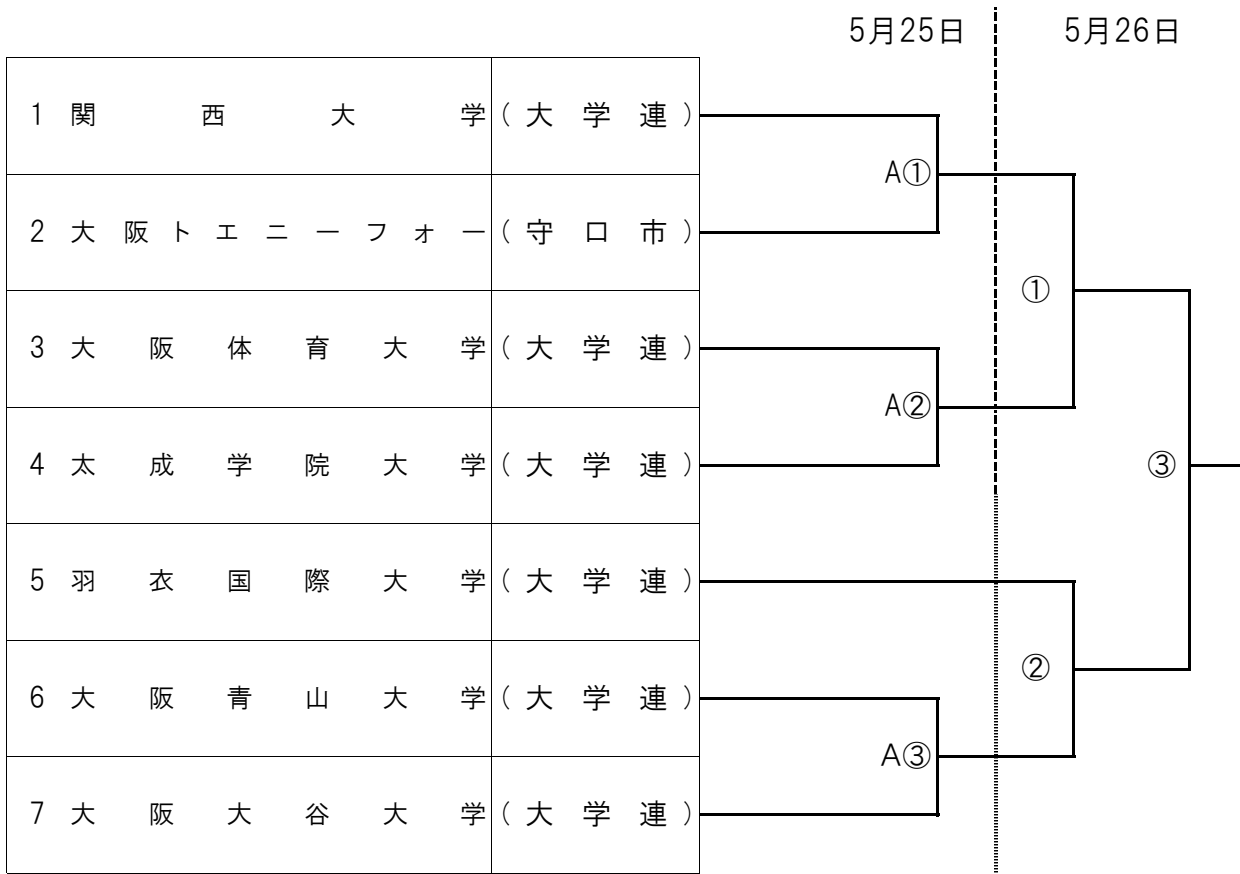 5月25日 5月26日
1 関西大学 (大学連)
A①
2 大阪トエニーフォー (守口市)
①
3 大阪体育大学 (大学連)
A②
4 太成学院大学 (大学連)
③
5 羽衣国際大学 (大学連)
②
6 大阪青山大学 (大学連)
A③
7 大阪大谷大学 (大学連)